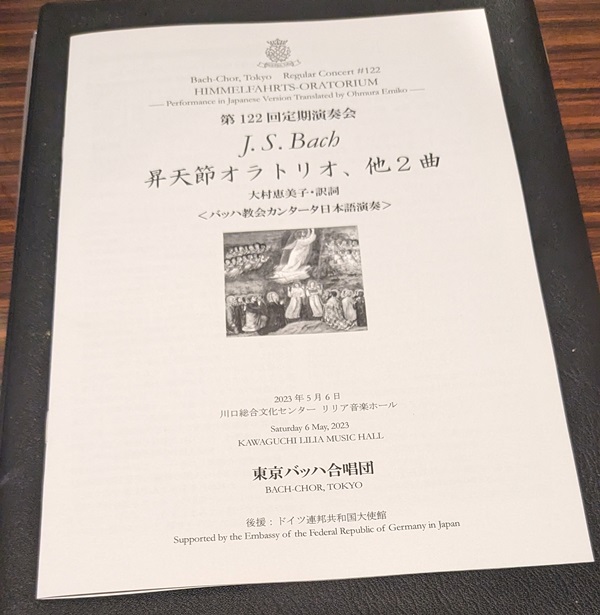 Bach-Chor, Tokyo Regular Concert #122
HIMMELFAHRTS-ORATORIUM
— Performance in Japanese Version Translated by Ohmura Emiko —
第122回定期演奏会
J. S. Bach
昇天節オラトリオ、他2曲
大村恵美子・訳詞
<バッハ教会カンタータ日本語演奏>
2023年5月6日
川口総合文化センター リリア音楽ホール
Saturday 6 May, 2023
KAWAGUCHI LILIA MUSIC HALL
東京バッハ合唱団
BACH-CHOR, TOKYO
後援：ドイツ連邦共和国大使館
Supported by the Embassy of the Federal Republic of Germany in Japan